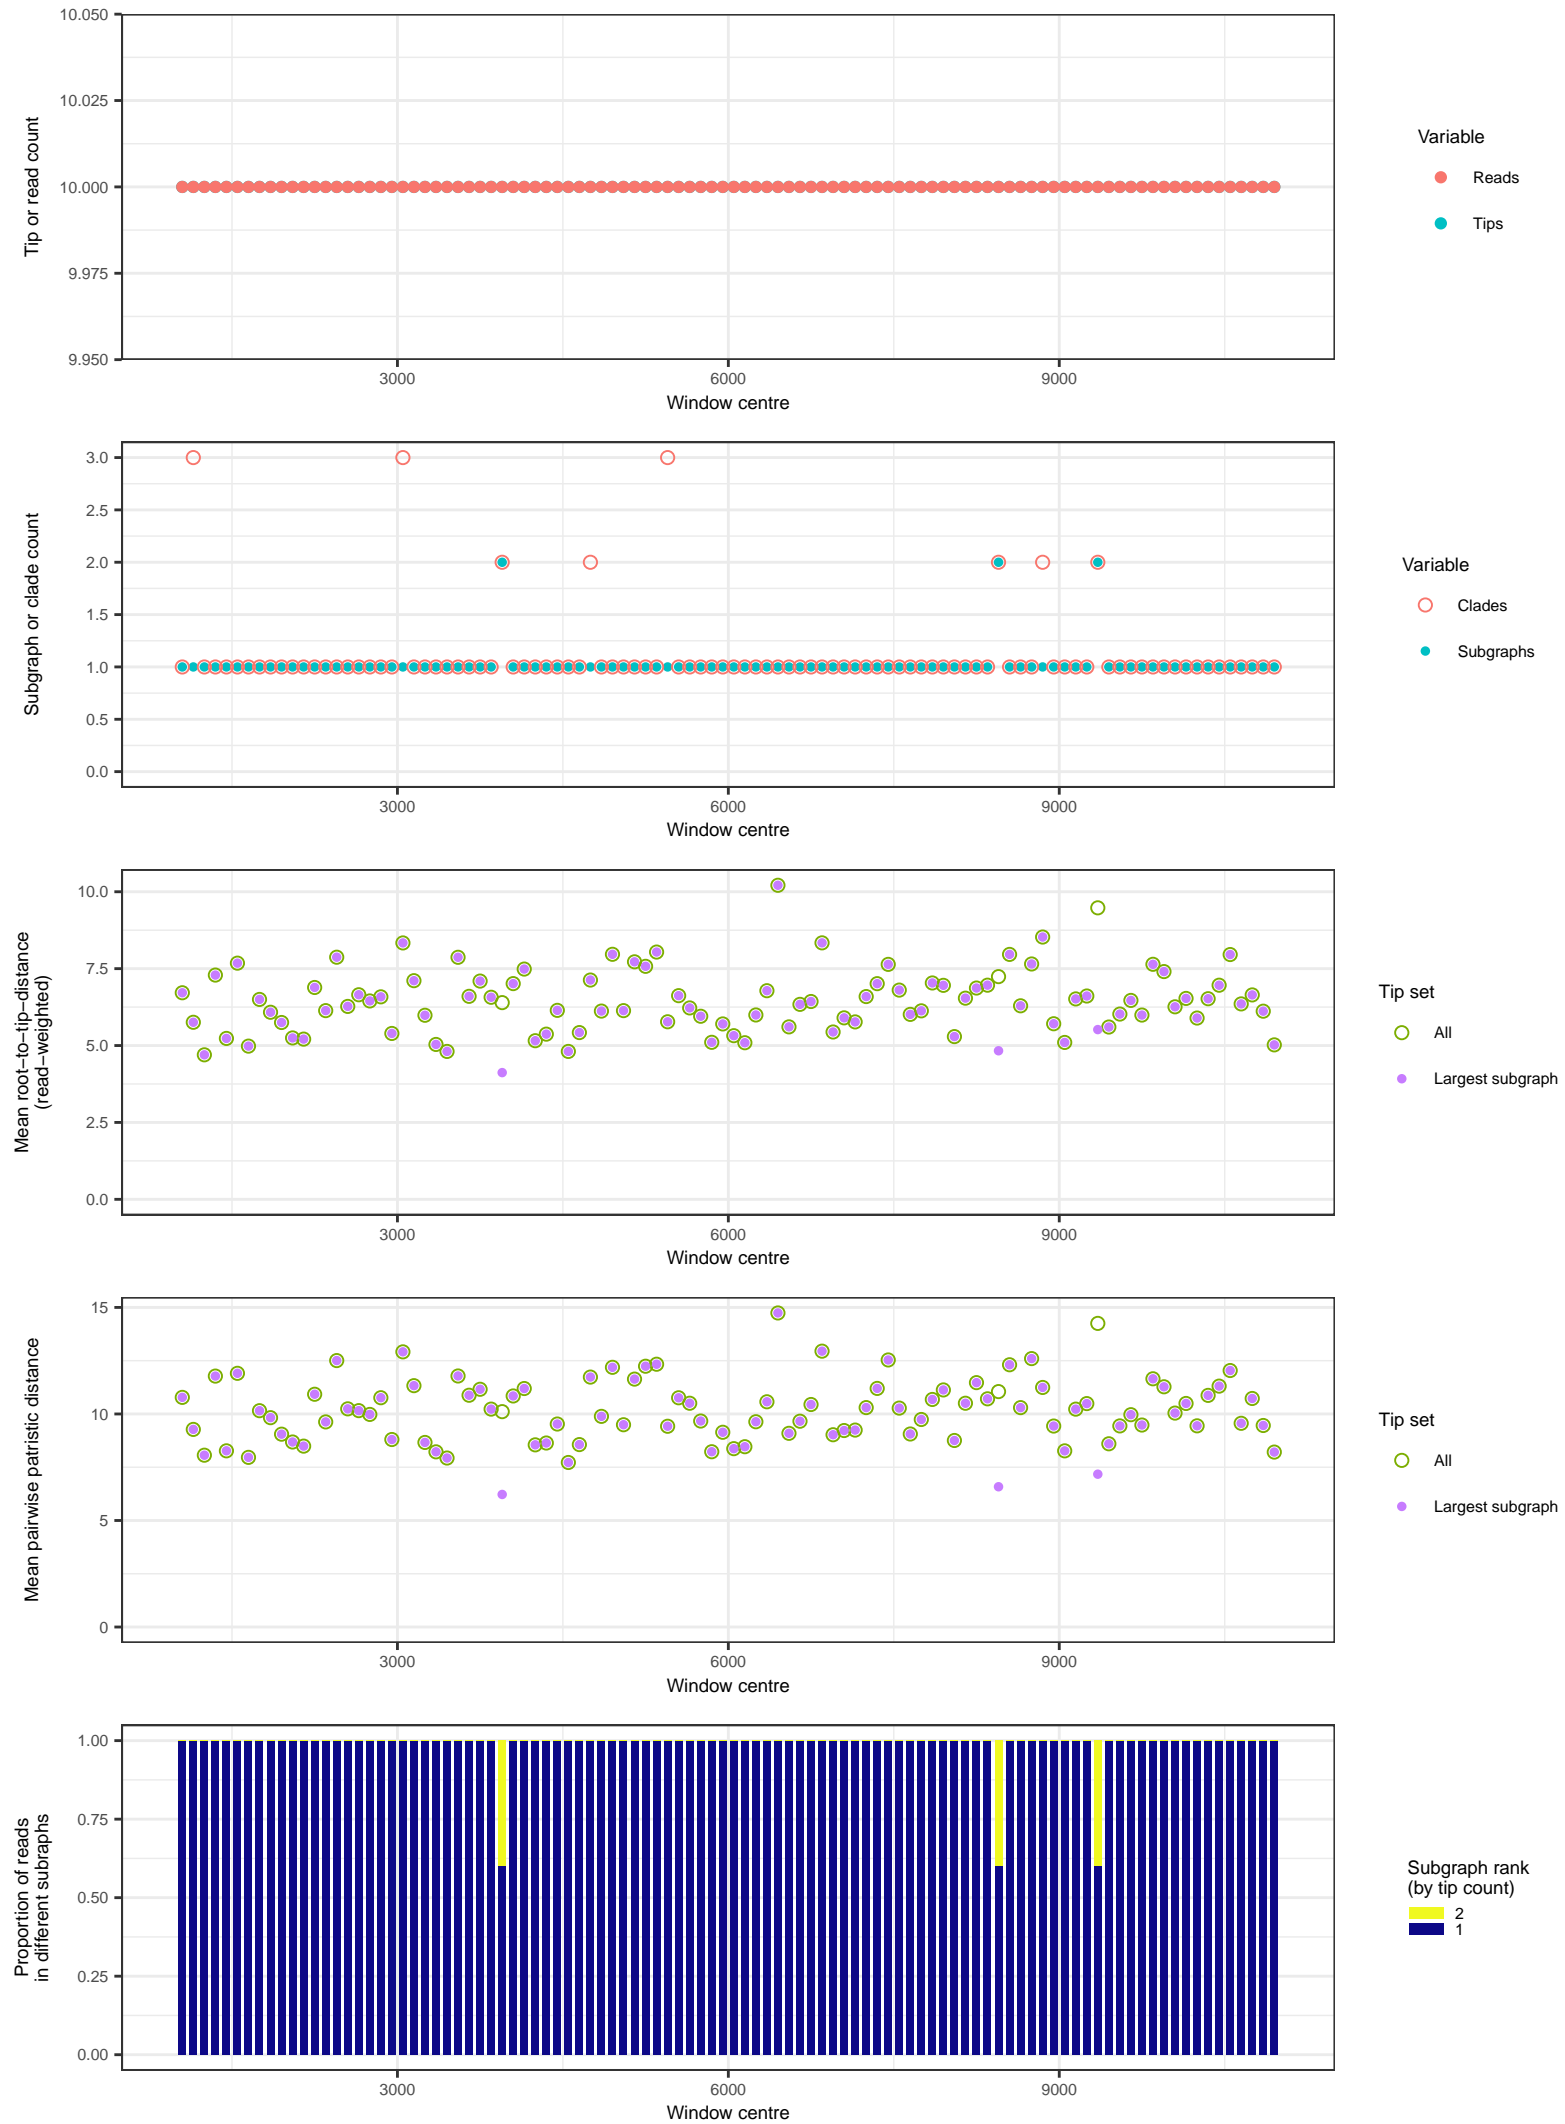 10.050
10.025
10.000
9.975
9.950
Tip or read count
3000
6000
9000
Window centre
Variable
Reads
Tips
3.0
2.5
2.0
1.5
1.0
0.5
0.0
Subgraph or clade count
3000
6000
9000
Window centre
Variable
Clades
Subgraphs
10.0
7.5
5.0
2.5
0.0
Mean root−to−tip−distance
(read−weighted)
3000
6000
9000
Window centre
Tip set
All
Largest subgraph
15
10
5
0
Mean pairwise patristic distance
3000
6000
9000
Window centre
Tip set
All
Largest subgraph
1.00
0.75
0.50
0.25
0.00
Proportion of reads
in different subraphs
3000
6000
9000
Window centre
Subgraph rank
(by tip count)
2
1